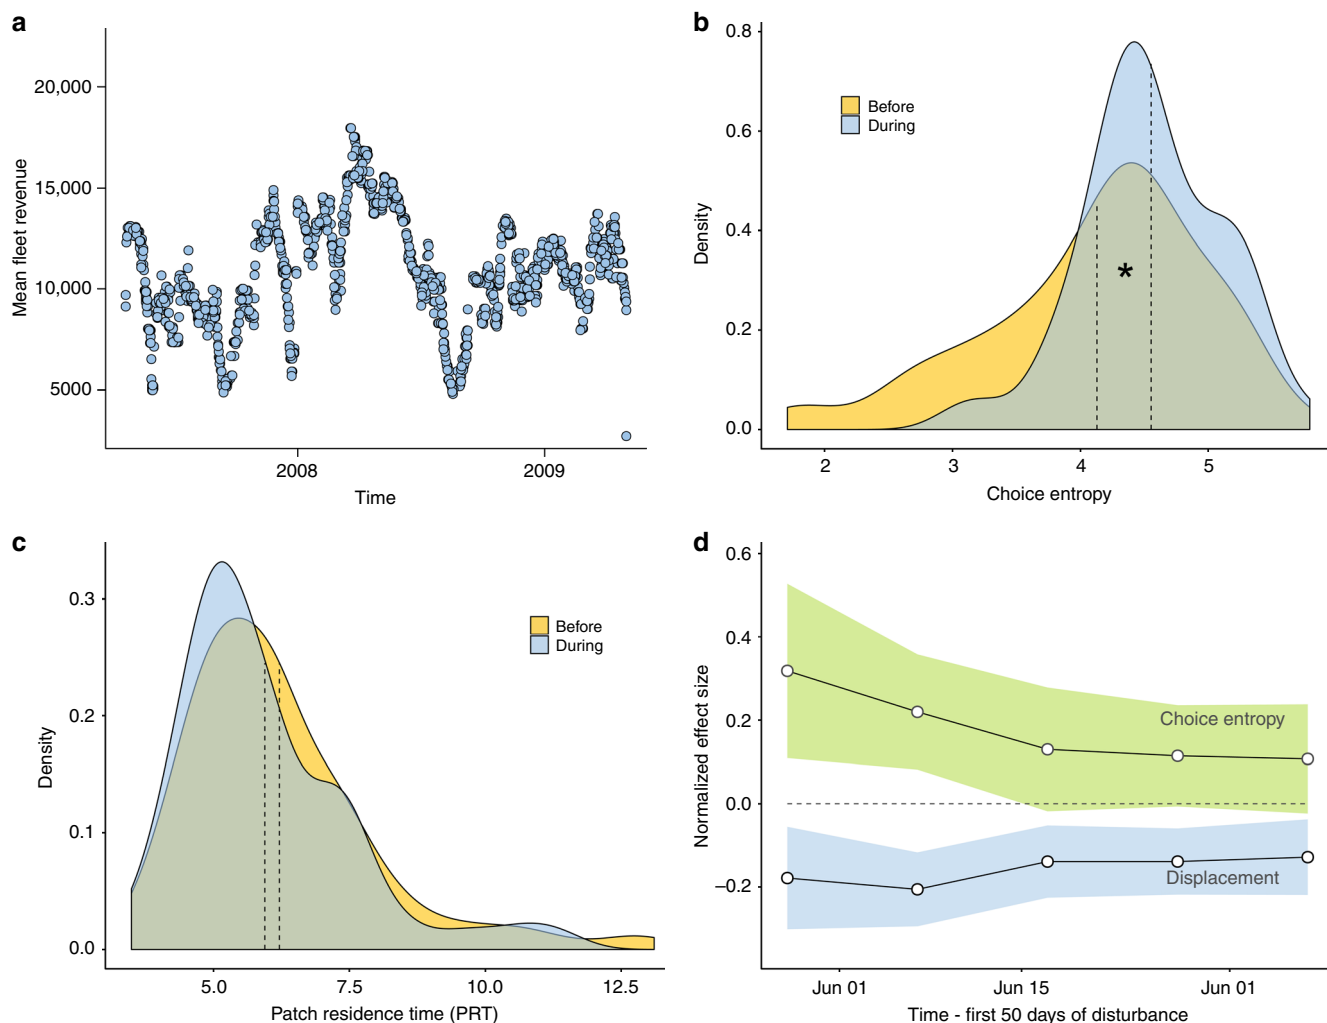 a
20,000
15,000
10,000
5000
Mean fleet revenue
2008
2009
Time
b
0.8
0.6
0.4
0.2
0.0
Density
Before
During
*
2
3
4
5
Choice entropy
c
0.3
0.2
0.1
0.0
Density
Before
During
5.0
7.5
10.0
12.5
Patch residence time (PRT)
d
0.6
0.4
0.2
0.0
–0.2
Normalized effect size
Choice entropy
Displacement
Jun 01
Jun 15
Jun 01
Time - first 50 days of disturbance